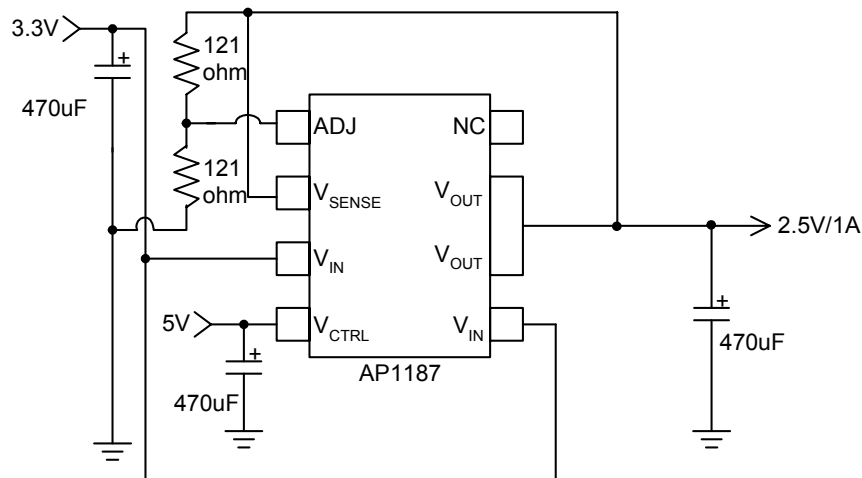 3.3V
+
470uF
121
ohm
121
ohm
ADJ
NC
VSENSE
VOUT
VIN
VOUT
2.5V/1A
5V
VCTRL
VIN
+
470uF
+
470uF
AP1187